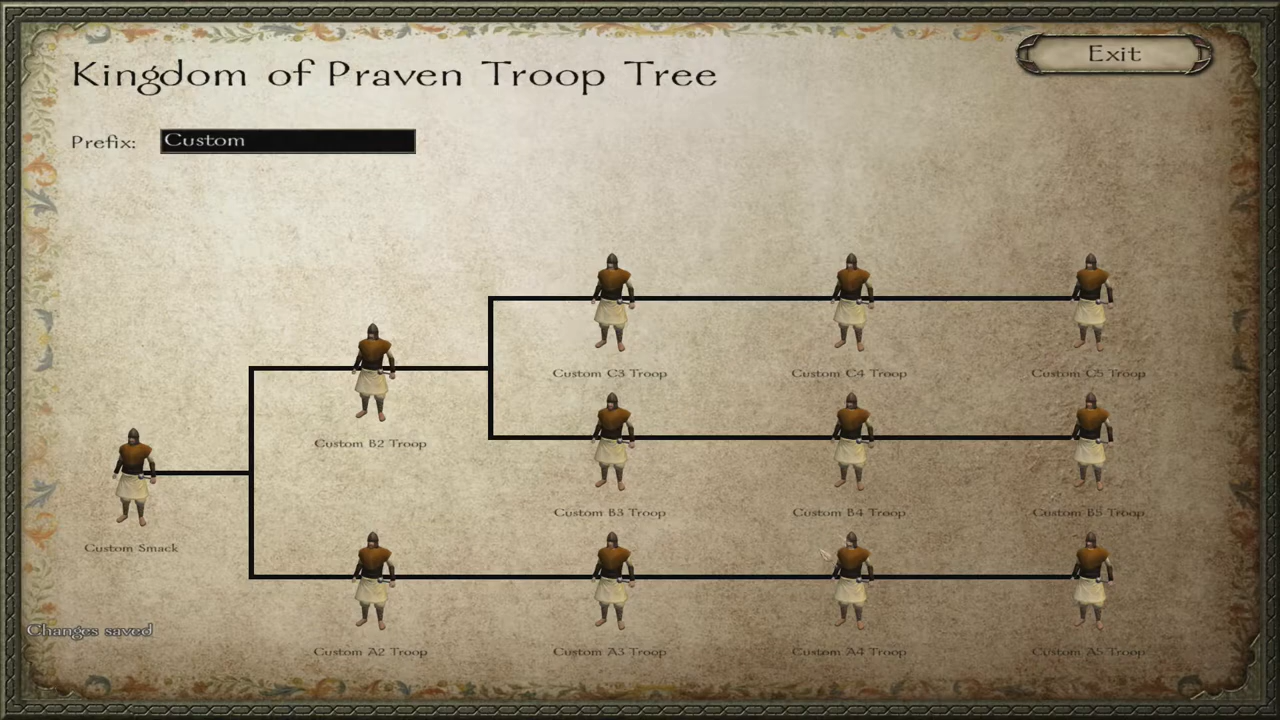 Exit
Kingdom of Praven Troop Tree
Prefix: Custom
Custom C3 Troop Custom C4 Troop Custom C5 Troop
Custom B2 Troop
Custom B3 Troop Custom B4 Troop Custom B5 Troop
Custom Smack
Changes saved
Custom A2 Troop Custom A3 Troop Custom A4 Troop Custom A5 Troop